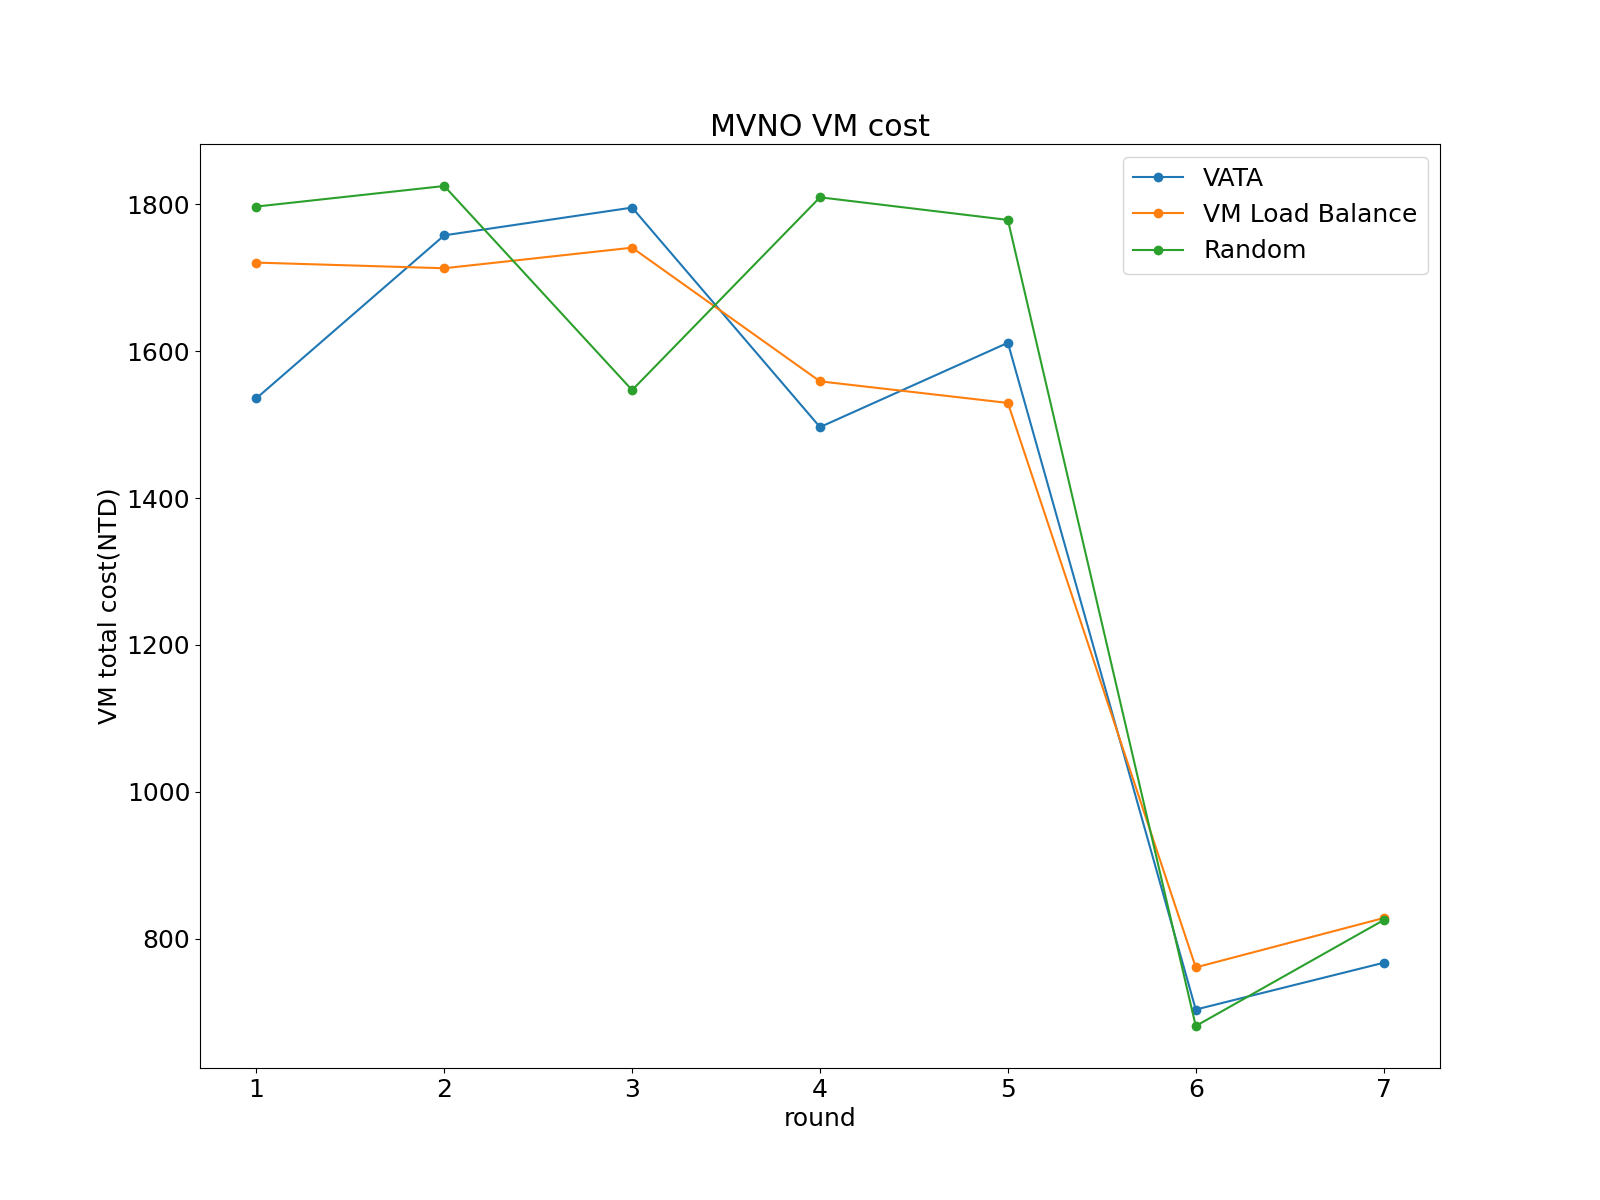 MVNO VM cost
VATA
VM Load Balance
Random
VM total cost(NTD)
1800
1600
1400
1200
1000
800
1 2 3 4 5 6 7
round